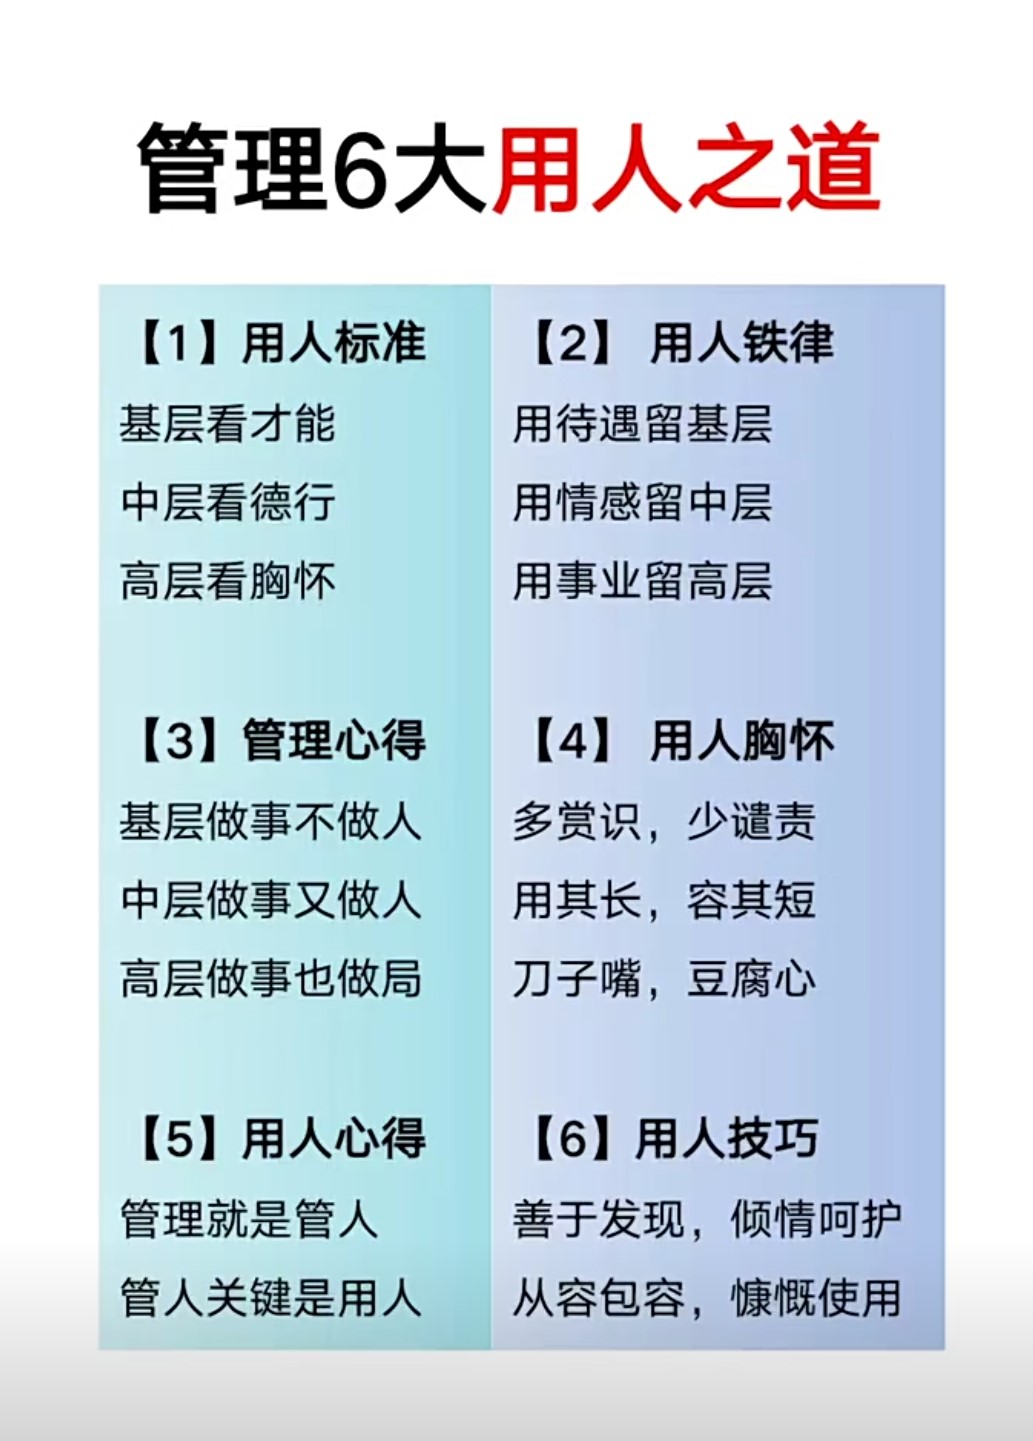 管理6大用人之道
【1】用人标准
基层看才能
中层看德行
高层看胸怀
【2】 用人铁律
用待遇留基层
用情感留中层
用事业留高层
【3】管理心得
基层做事不做人
中层做事又做人
高层做事也做局
【4】 用人胸怀
多赏识，少谴责
用其长，容其短
刀子嘴，豆腐心
【5】用人心得
管理就是管人
管人关键是用人
【6】用人技巧
善于发现，倾情呵护
从容包容，慷慨使用